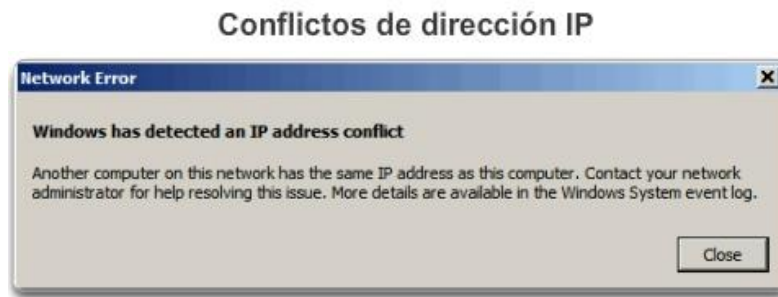 Conflictos de dirección IP
Network Error
Windows has detected an IP address conflict
Another computer on this network has the same IP address as this computer. Contact your network
administrator for help resolving this issue. More details are available in the Windows System event log.
Close